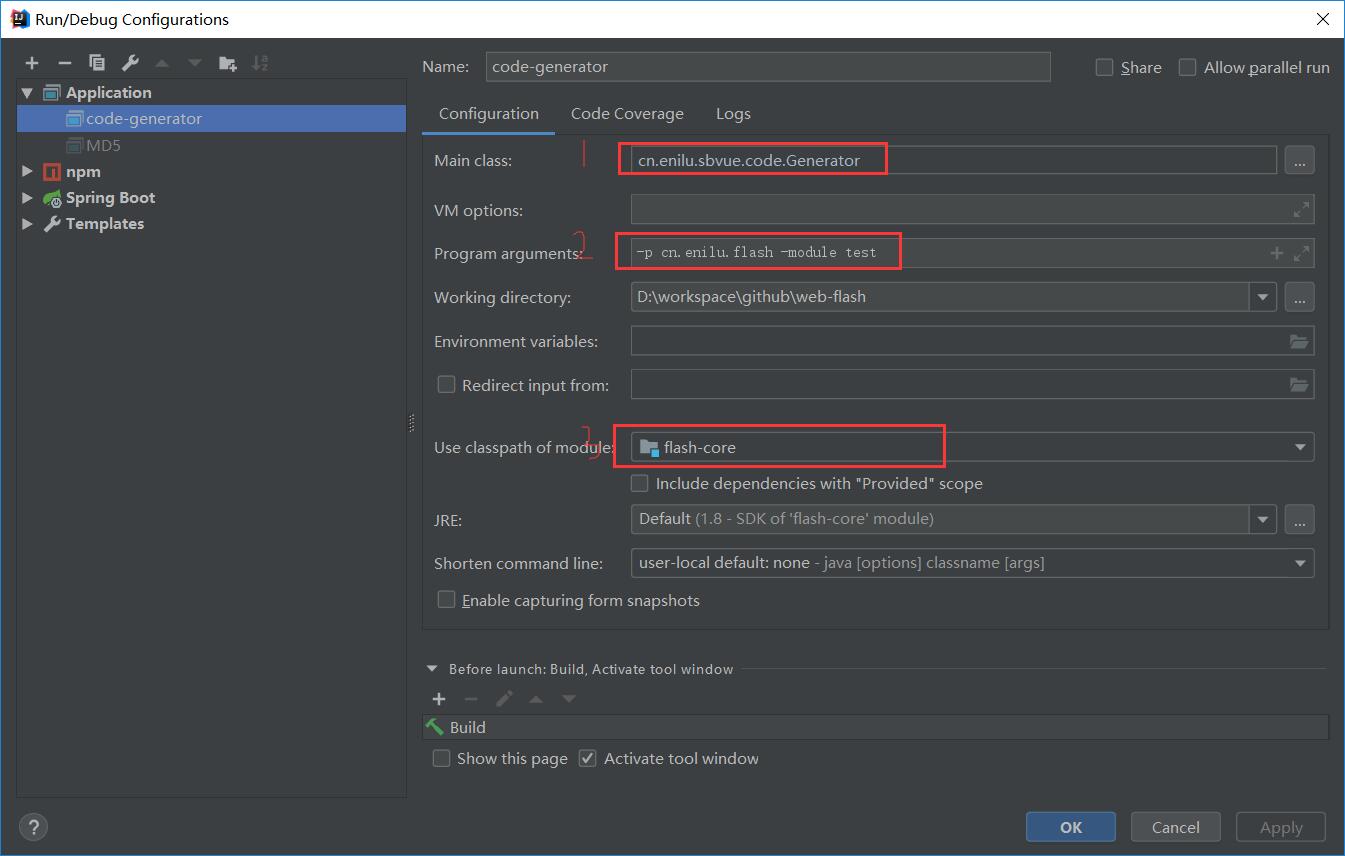 Run/Debug Configurations
Name: code-generator Share Allow parallel run
Application
code-generator
MD5
npm
Spring Boot
Templates
Configuration Code Coverage Logs
1
Main class: cn.enilu.sbvue.code.Generator ...
VM options:
2
Program arguments: -p cn.enilu.flash -module test
Working directory: D:\workspace\github\web-flash ...
Environment variables:
Redirect input from:
3
Use classpath of module: flash-core
Include dependencies with "Provided" scope
JRE: Default (1.8 - SDK of 'flash-core' module) ...
Shorten command line: user-local default: none - java [options] classname [args]
Enable capturing form snapshots
Before launch: Build, Activate tool window
Build
Show this page Activate tool window
? OK Cancel Apply